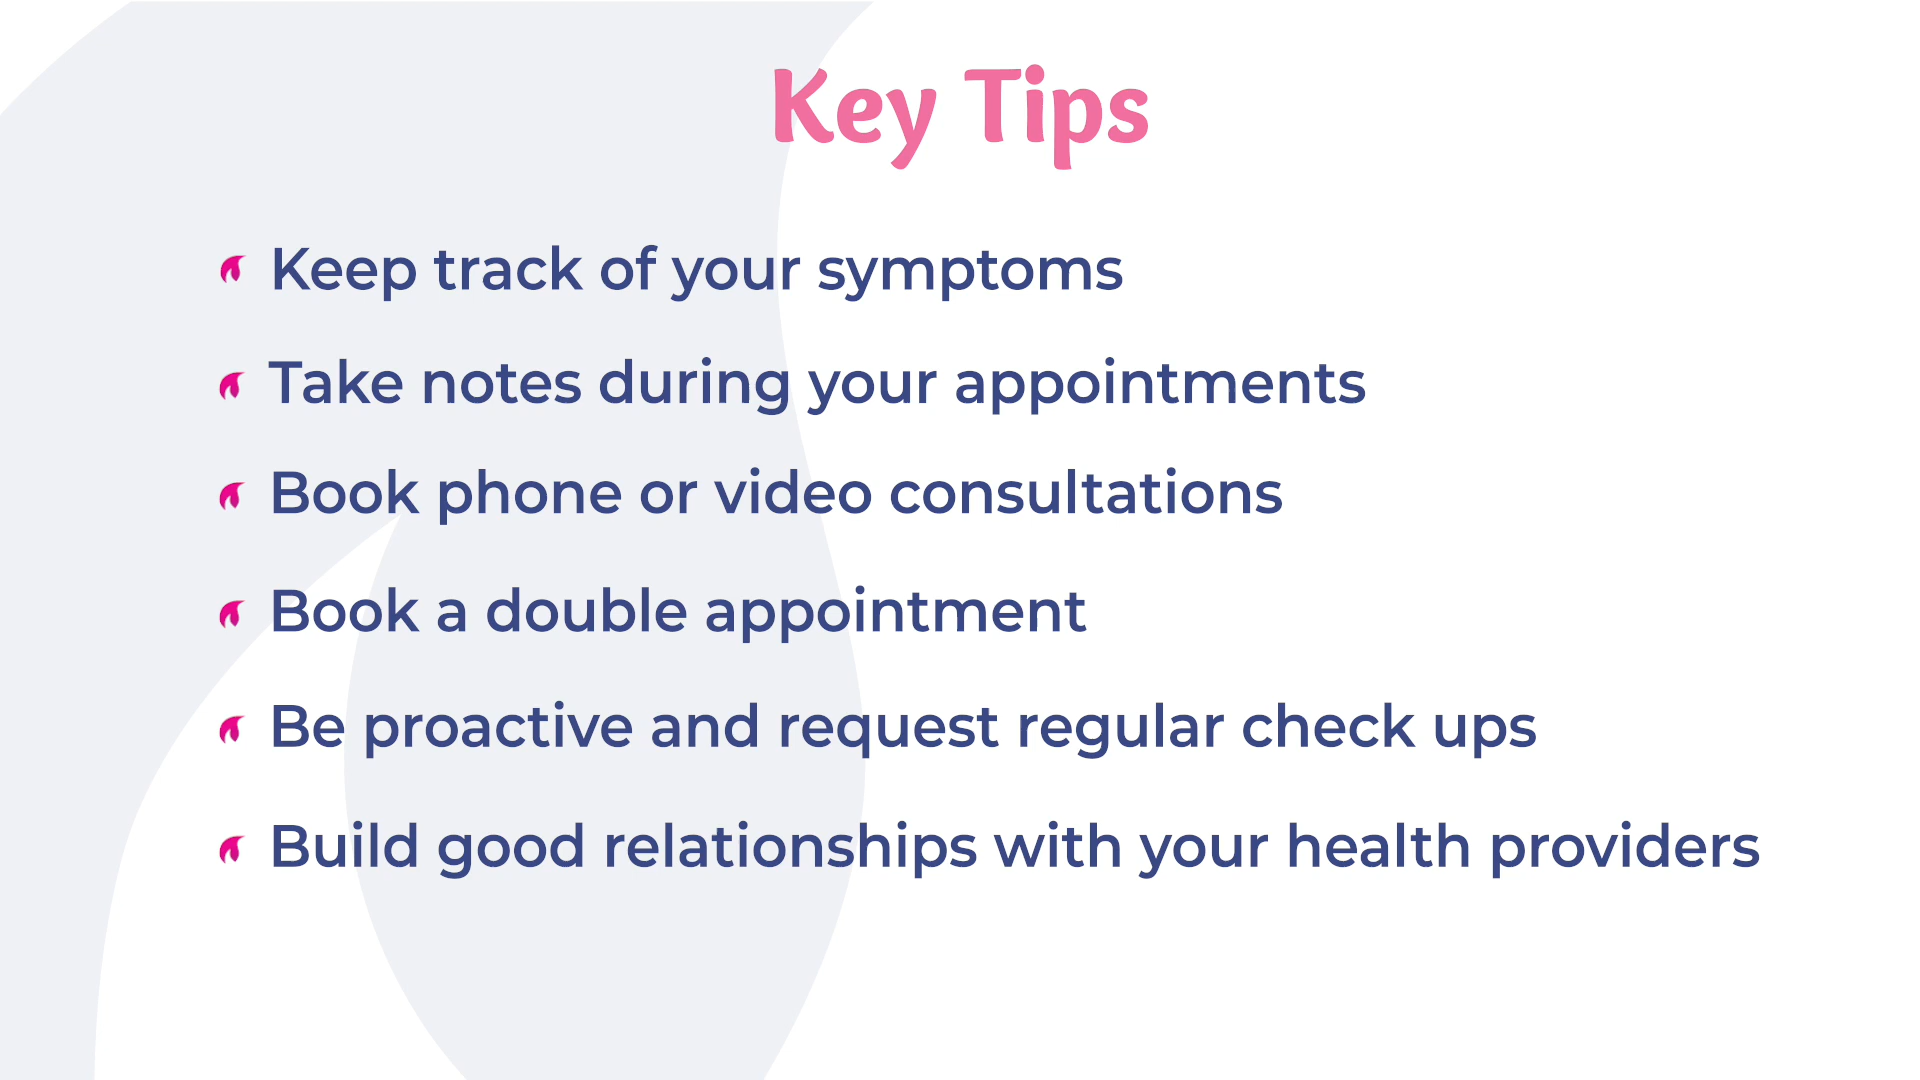 Key Tips
Keep track of your symptoms
Take notes during your appointments
Book phone or video consultations
Book a double appointment
Be proactive and request regular check ups
Build good relationships with your health providers